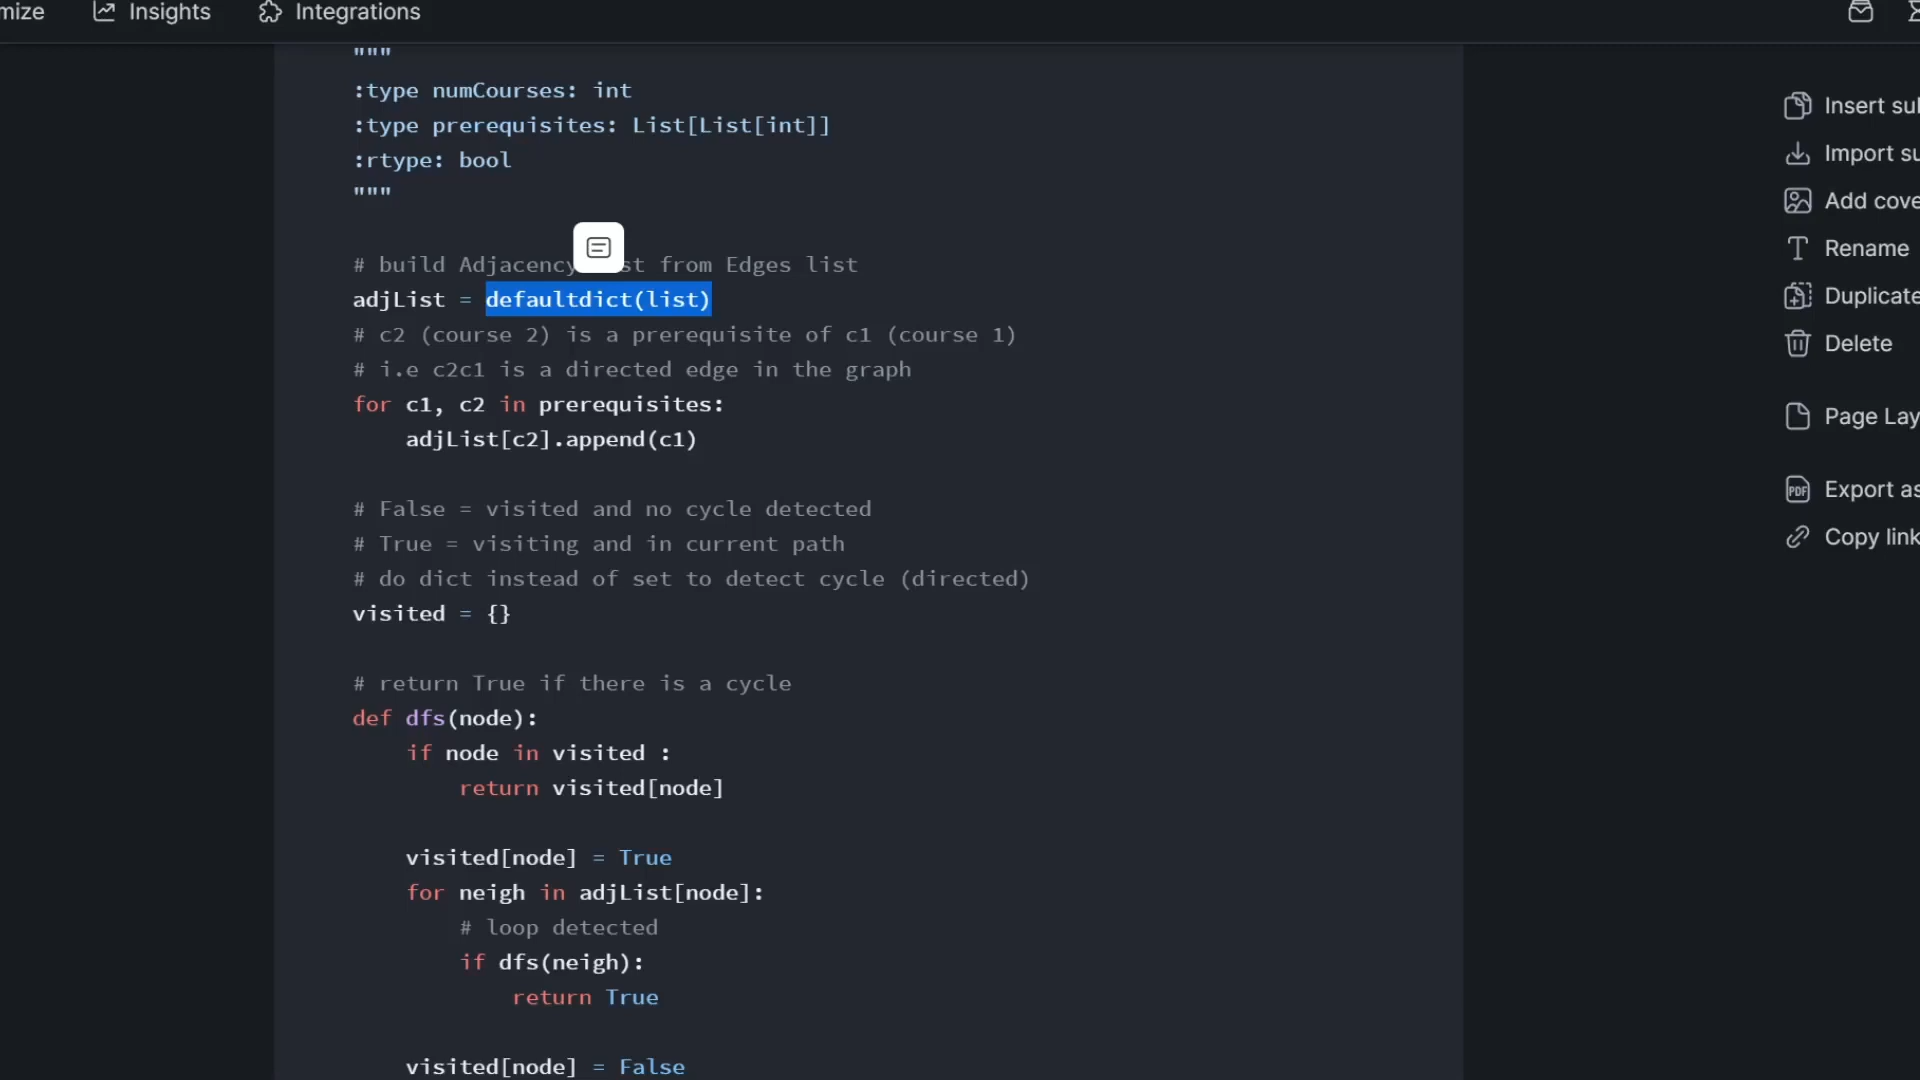 mize Insights Integrations
"""
:type numCourses: int
:type prerequisites: List[List[int]]
:rtype: bool
"""
# build Adjacency st from Edges list
adjList = defaultdict(list)
# c2 (course 2) is a prerequisite of c1 (course 1)
# i.e c2c1 is a directed edge in the graph
for c1, c2 in prerequisites:
adjList[c2].append(c1)
# False = visited and no cycle detected
# True = visiting and in current path
# do dict instead of set to detect cycle (directed)
visited = {}
# return True if there is a cycle
def dfs(node):
if node in visited :
return visited[node]
visited[node] = True
for neigh in adjList[node]:
# loop detected
if dfs(neigh):
return True
visited[node] = False
Insert su
Import su
Add cove
Rename
Duplicate
Delete
Page Lay
PDF Export as
Copy link